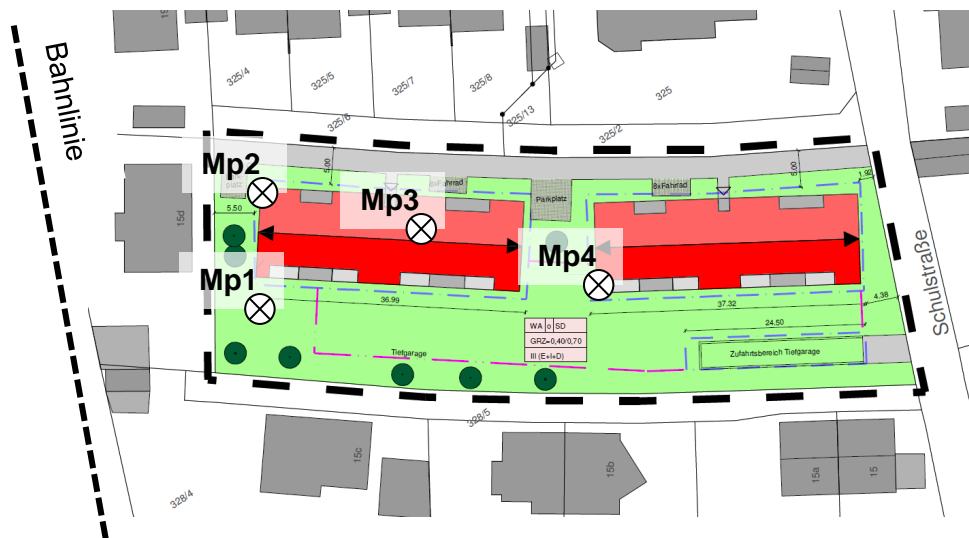 Bahnlinie
325/4
325/5
325/7
325/8
325
325/6
325/13
325/2
Mp2
platz
5.00
8xFahrrad
Parkplatz
8xFahrrad
5.00
1.92
Mp3
15d
5.50
Mp4
Mp1
36.99
37.32
4.38
Schulstraße
24.50
WA o SD
GRZ=0,40/0,70
III (E+I+D)
Tiefgarage
Zufahrtsbereich Tiefgarage
328/5
15c
15b
15a
15
328/4